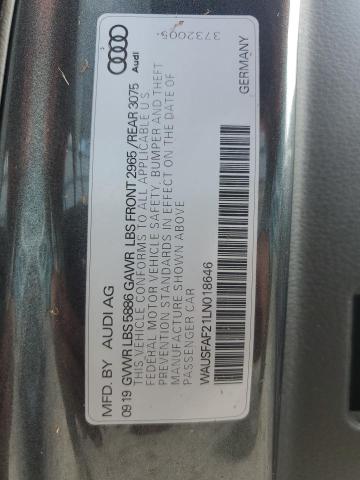 MFD. BY AUDI AG
09.19 GVWR LBS 5886 GAWR LBS FRONT 2965 / REAR 3075
THIS VEHICLE CONFORMS TO ALL APPLICABLE U.S.
FEDERAL MOTOR VEHICLE SAFETY, BUMPER AND THEFT
PREVENTION STANDARDS IN EFFECT ON THE DATE OF
MANUFACTURE SHOWN ABOVE
PASSENGER CAR
WAUSFAF21LN018646
GERMANY
Audi
3732005